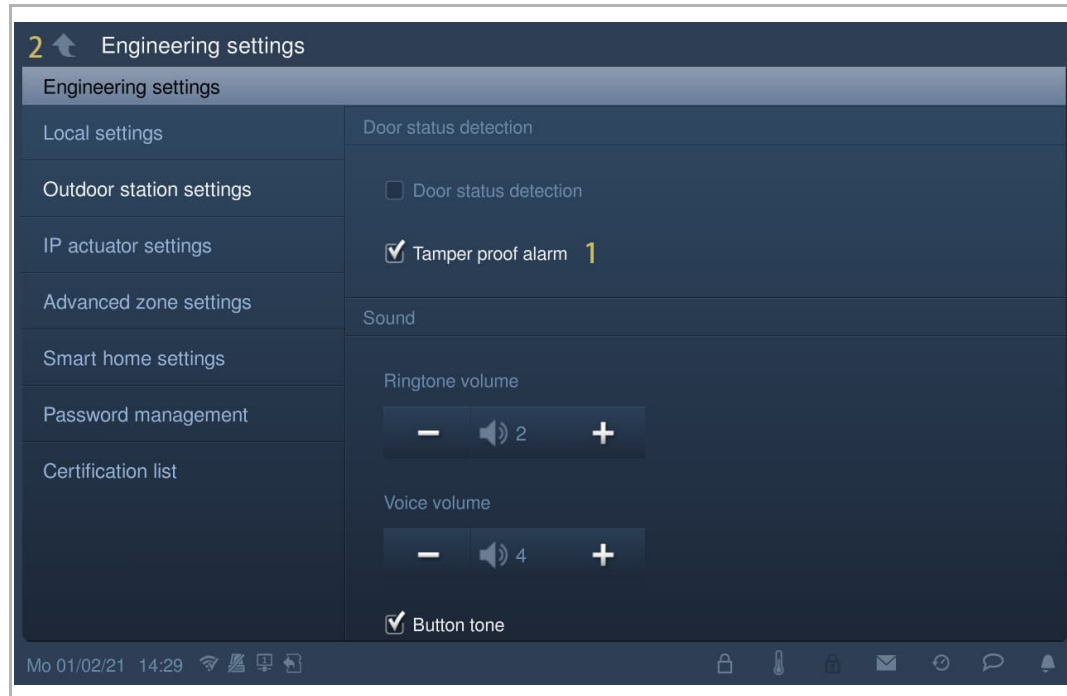 2 Engineering settings
Engineering settings
Local settings
Outdoor station settings
IP actuator settings
Advanced zone settings
Smart home settings
Password management
Certification list
Door status detection
Door status detection
Tamper proof alarm 1
Sound
Ringtone volume
2
Voice volume
4
Button tone
Mo 01/02/21 14:29